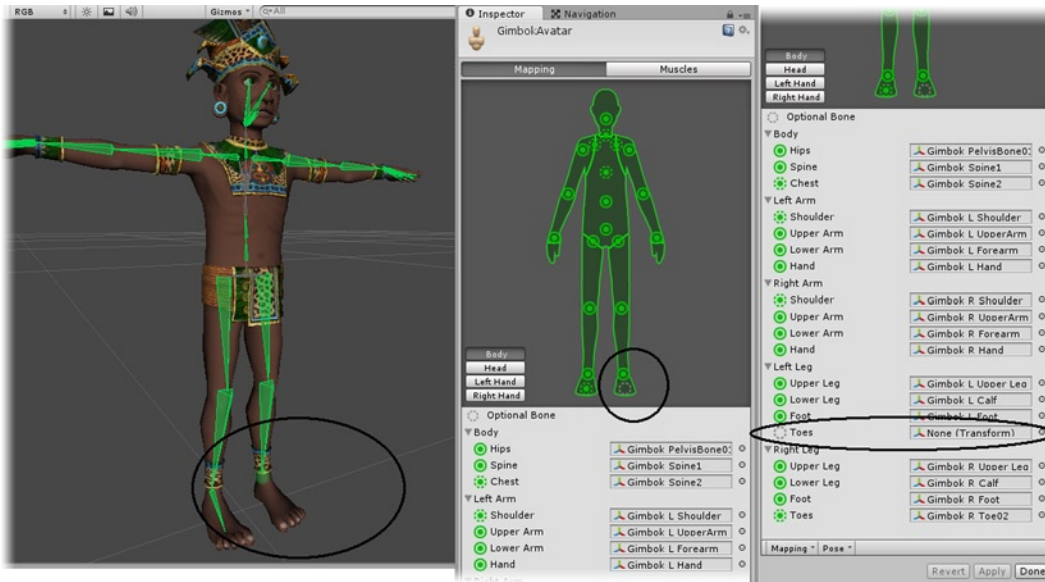 RGB
Gizmos
All
Inspector
Navigation
Gimbok:Avatar
Mapping
Muscles
Body
Head
Left Hand
Right Hand
Optional Bone
Body
Hips Gimbok PelvisBone0
Spine Gimbok Spine1
Chest Gimbok Spine2
Left Arm
Shoulder Gimbok L Shoulder
Upper Arm Gimbok L UpperArm
Lower Arm Gimbok L Forearm
Hand Gimbok L Hand
Right Arm
Body
Head
Left Hand
Right Hand
Optional Bone
Body
Hips Gimbok PelvisBone0
Spine Gimbok Spine1
Chest Gimbok Spine2
Left Arm
Shoulder Gimbok L Shoulder
Upper Arm Gimbok L UpperArm
Lower Arm Gimbok L Forearm
Hand Gimbok L Hand
Right Arm
Shoulder Gimbok R Shoulder
Upper Arm Gimbok R UpperArm
Lower Arm Gimbok R Forearm
Hand Gimbok R Hand
Left Leg
Upper Leg Gimbok L Upper Leg
Lower Leg Gimbok L Calf
Foot Gimbok L Foot
Toes None (Transform)
Right Leg
Upper Leg Gimbok R Upper Leg
Lower Leg Gimbok R Calf
Foot Gimbok R Foot
Toes Gimbok R Toe02
Mapping Pose
Revert Apply Done